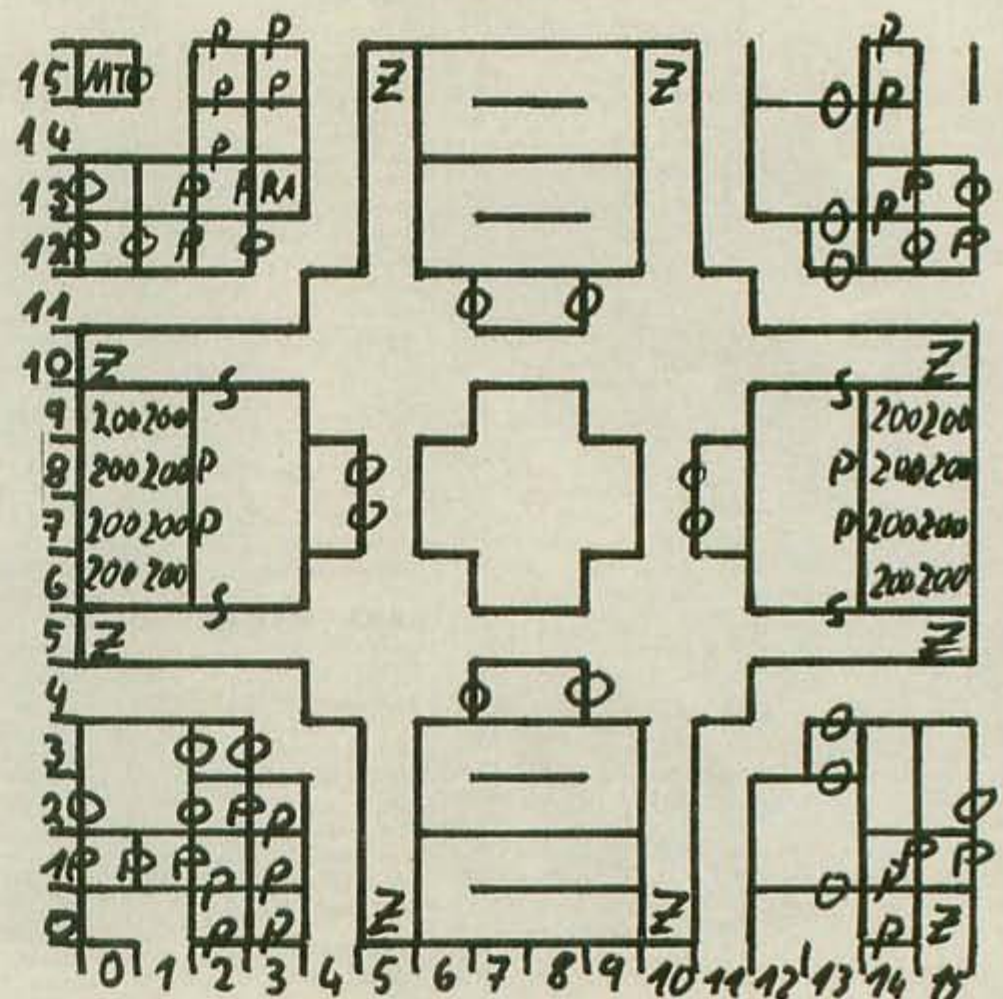 P P
15 MTO Z Z P
P P O P
14 P
13 O P P R1 P O
O P
12 P O P O O P
O
11 O O
10 Z Z
S S
9 200 200 200 200
8 200 200 P O O P 200 200
7 200 200 P O O P 200 200
6 200 200 200 200
S S
5 Z Z
4 O O
O
3 O O O
2 O O P O
P
1 P P P P P P
P O P
0 P P Z Z P Z
0 1 2 3 4 5 6 7 8 9 10 11 12 13 14 15